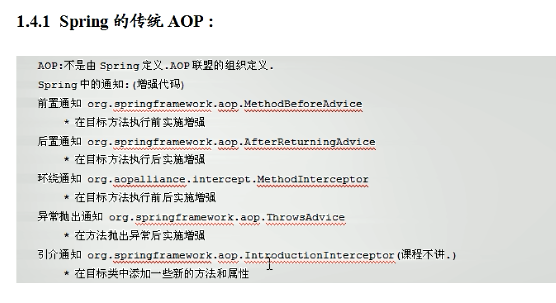 1.4.1 Spring 的传统 AOP：
AOP:不是由 Spring 定义.AOP 联盟的组织定义.
Spring 中的通知:(增强代码)
前置通知 org.springframework.aop.MethodBeforeAdvice
* 在目标方法执行前实施增强
后置通知 org.springframework.aop.AfterReturningAdvice
* 在目标方法执行后实施增强
环绕通知 org.aopalliance.intercept.MethodInterceptor
* 在目标方法执行前后实施增强
异常抛出通知 org.springframework.aop.ThrowsAdvice
* 在方法抛出异常后实施增强
引介通知 org.springframework.aop.IntroductionInterceptor(课程不讲.)
* 在目标类中添加一些新的方法和属性